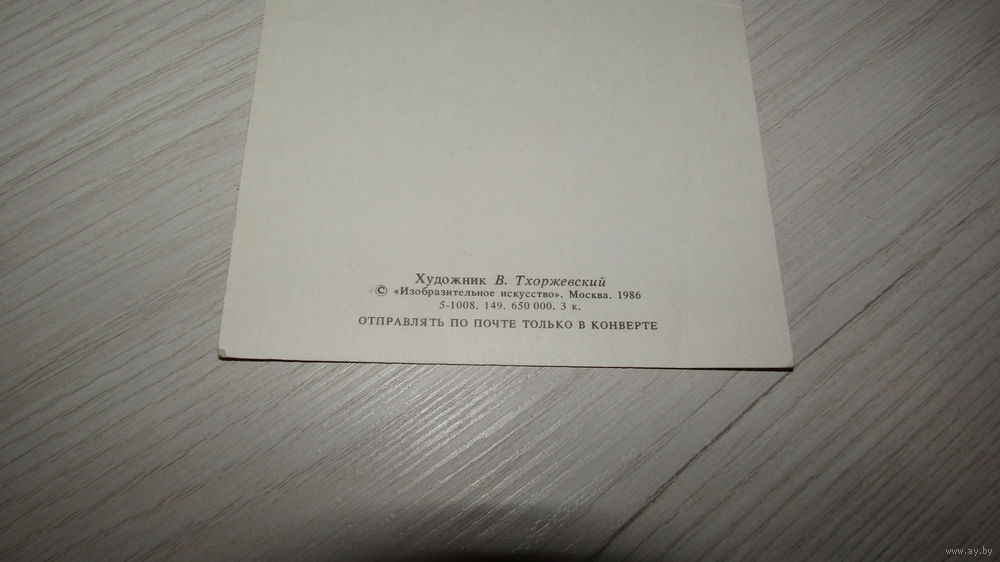 Художник В. Тхоржевский
© «Изобразительное искусство». Москва. 1986
5-1008. 149. 650 000. 3 к.
ОТПРАВЛЯТЬ ПО ПОЧТЕ ТОЛЬКО В КОНВЕРТЕ
www.ay.by